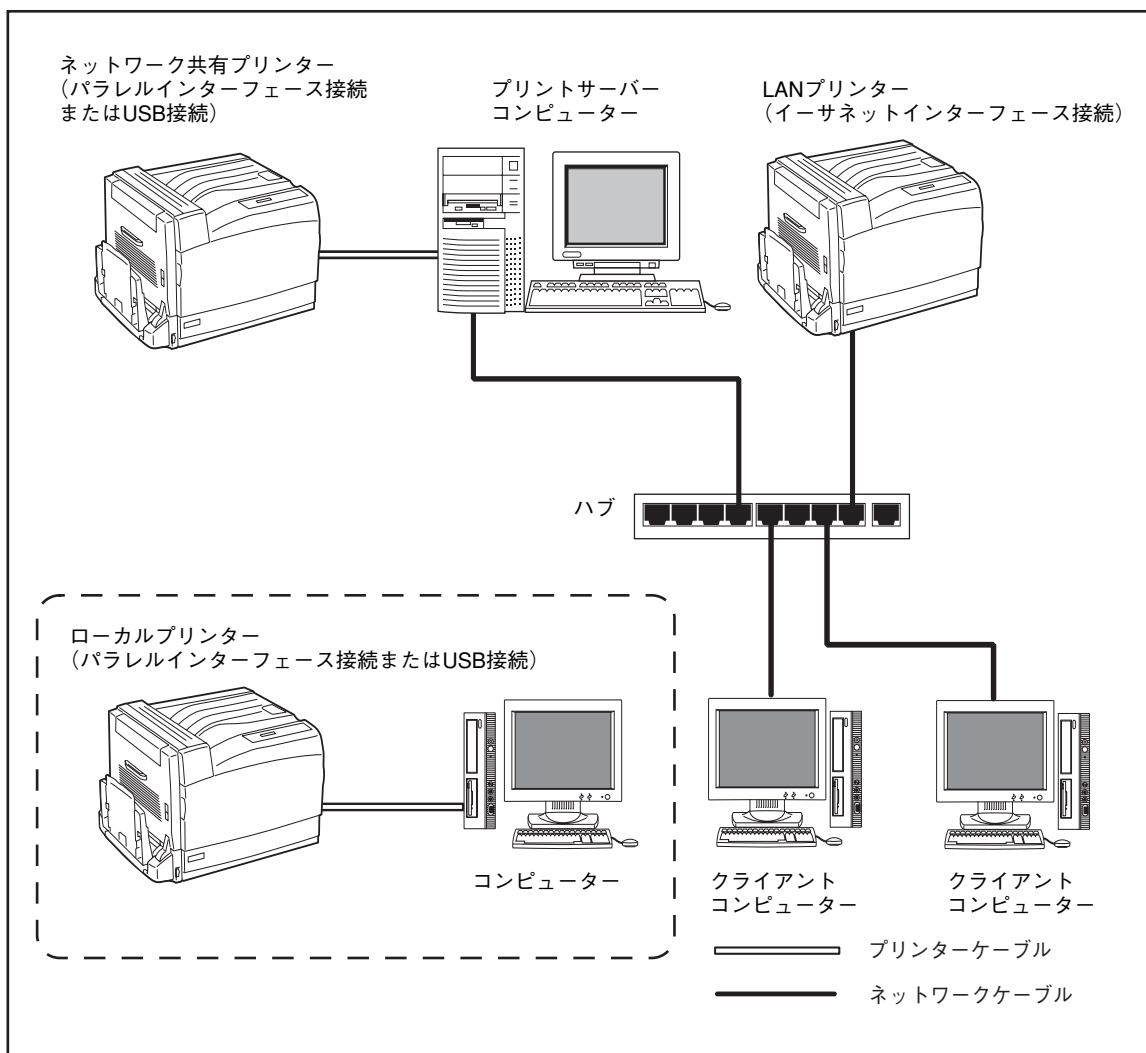 ネットワーク共有プリンター
（パラレルインターフェース接続
またはUSB接続）
プリントサーバー
コンピューター
LANプリンター
（イーサネットインターフェース接続）
ハブ
ローカルプリンター
（パラレルインターフェース接続またはUSB接続）
コンピューター
クライアント
コンピューター
クライアント
コンピューター
プリンターケーブル
ネットワークケーブル